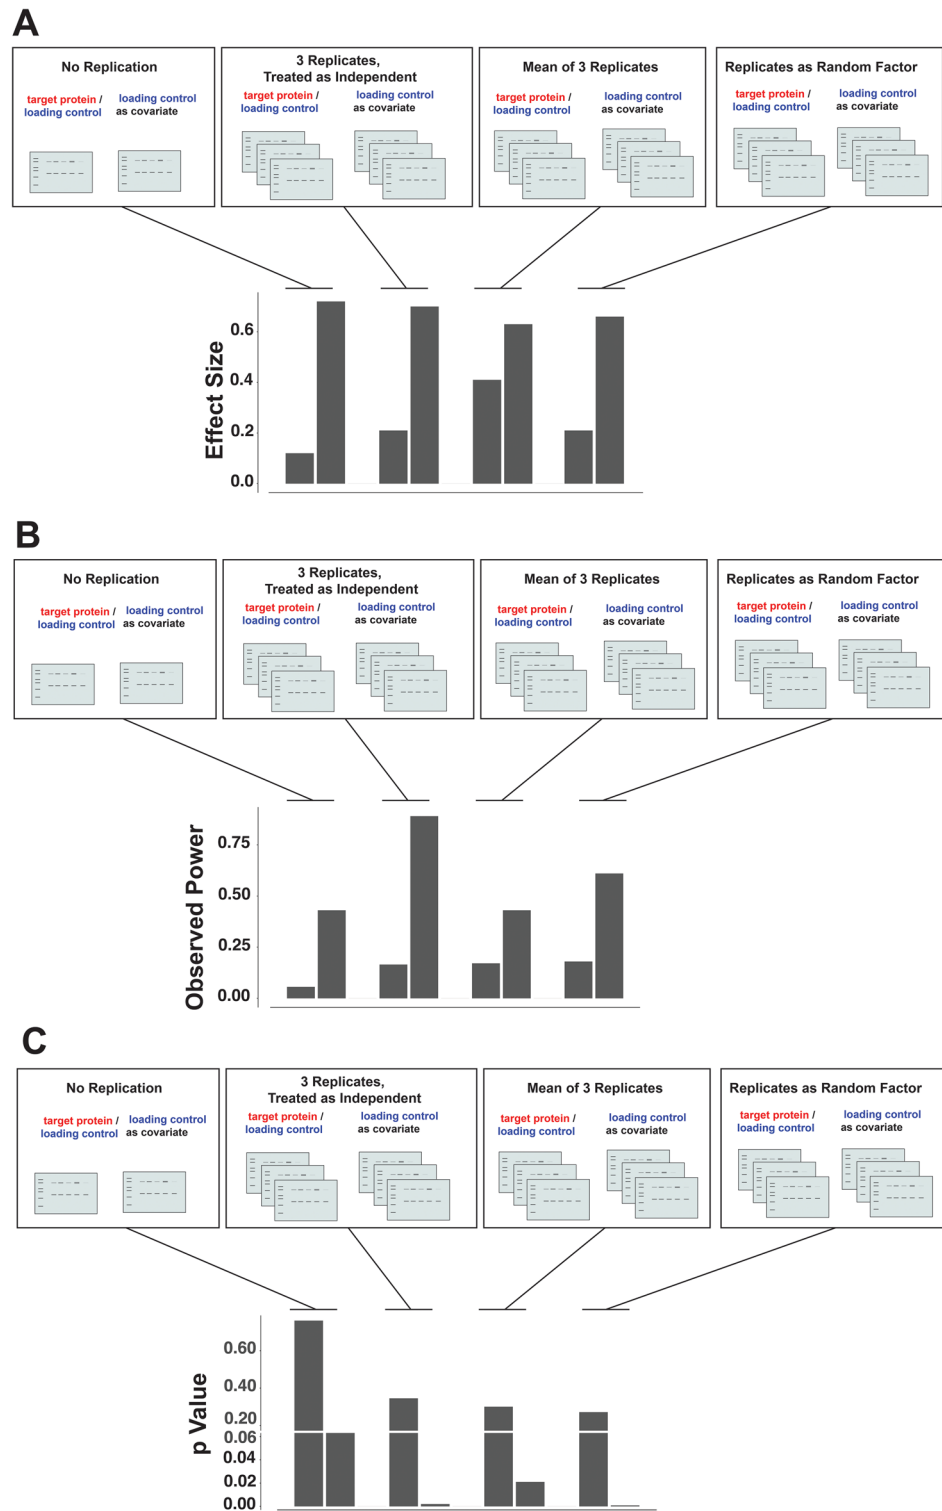 A
No Replication
target protein /
loading control
loading control
as covariate
3 Replicates,
Treated as Independent
target protein /
loading control
loading control
as covariate
Mean of 3 Replicates
target protein /
loading control
loading control
as covariate
Replicates as Random Factor
target protein /
loading control
loading control
as covariate
Effect Size
0.6
0.4
0.2
0.0
B
No Replication
target protein /
loading control
loading control
as covariate
3 Replicates,
Treated as Independent
target protein /
loading control
loading control
as covariate
Mean of 3 Replicates
target protein /
loading control
loading control
as covariate
Replicates as Random Factor
target protein /
loading control
loading control
as covariate
Observed Power
0.75
0.50
0.25
0.00
C
No Replication
target protein /
loading control
loading control
as covariate
3 Replicates,
Treated as Independent
target protein /
loading control
loading control
as covariate
Mean of 3 Replicates
target protein /
loading control
loading control
as covariate
Replicates as Random Factor
target protein /
loading control
loading control
as covariate
p Value
0.60
0.40
0.20
0.06
0.04
0.02
0.00